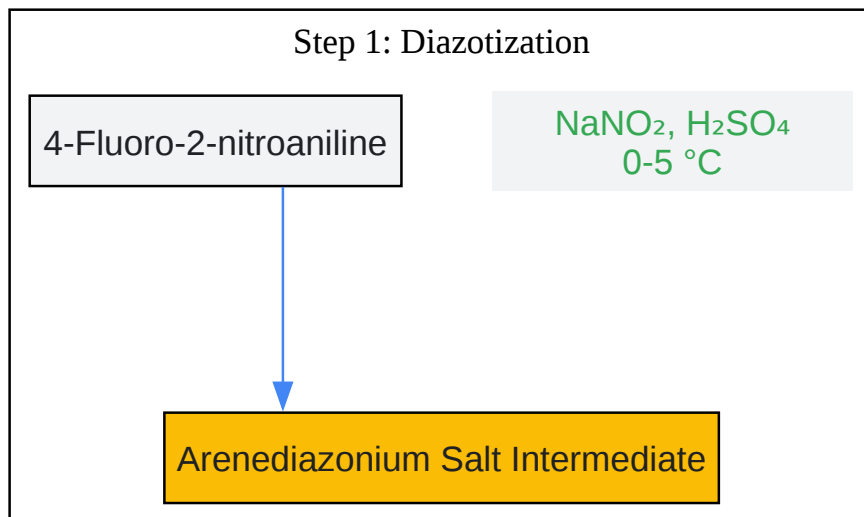 Step 1: Diazotization
4-Fluoro-2-nitroaniline
NaNO₂, H₂SO₄
0-5 °C
Arenediazonium Salt Intermediate